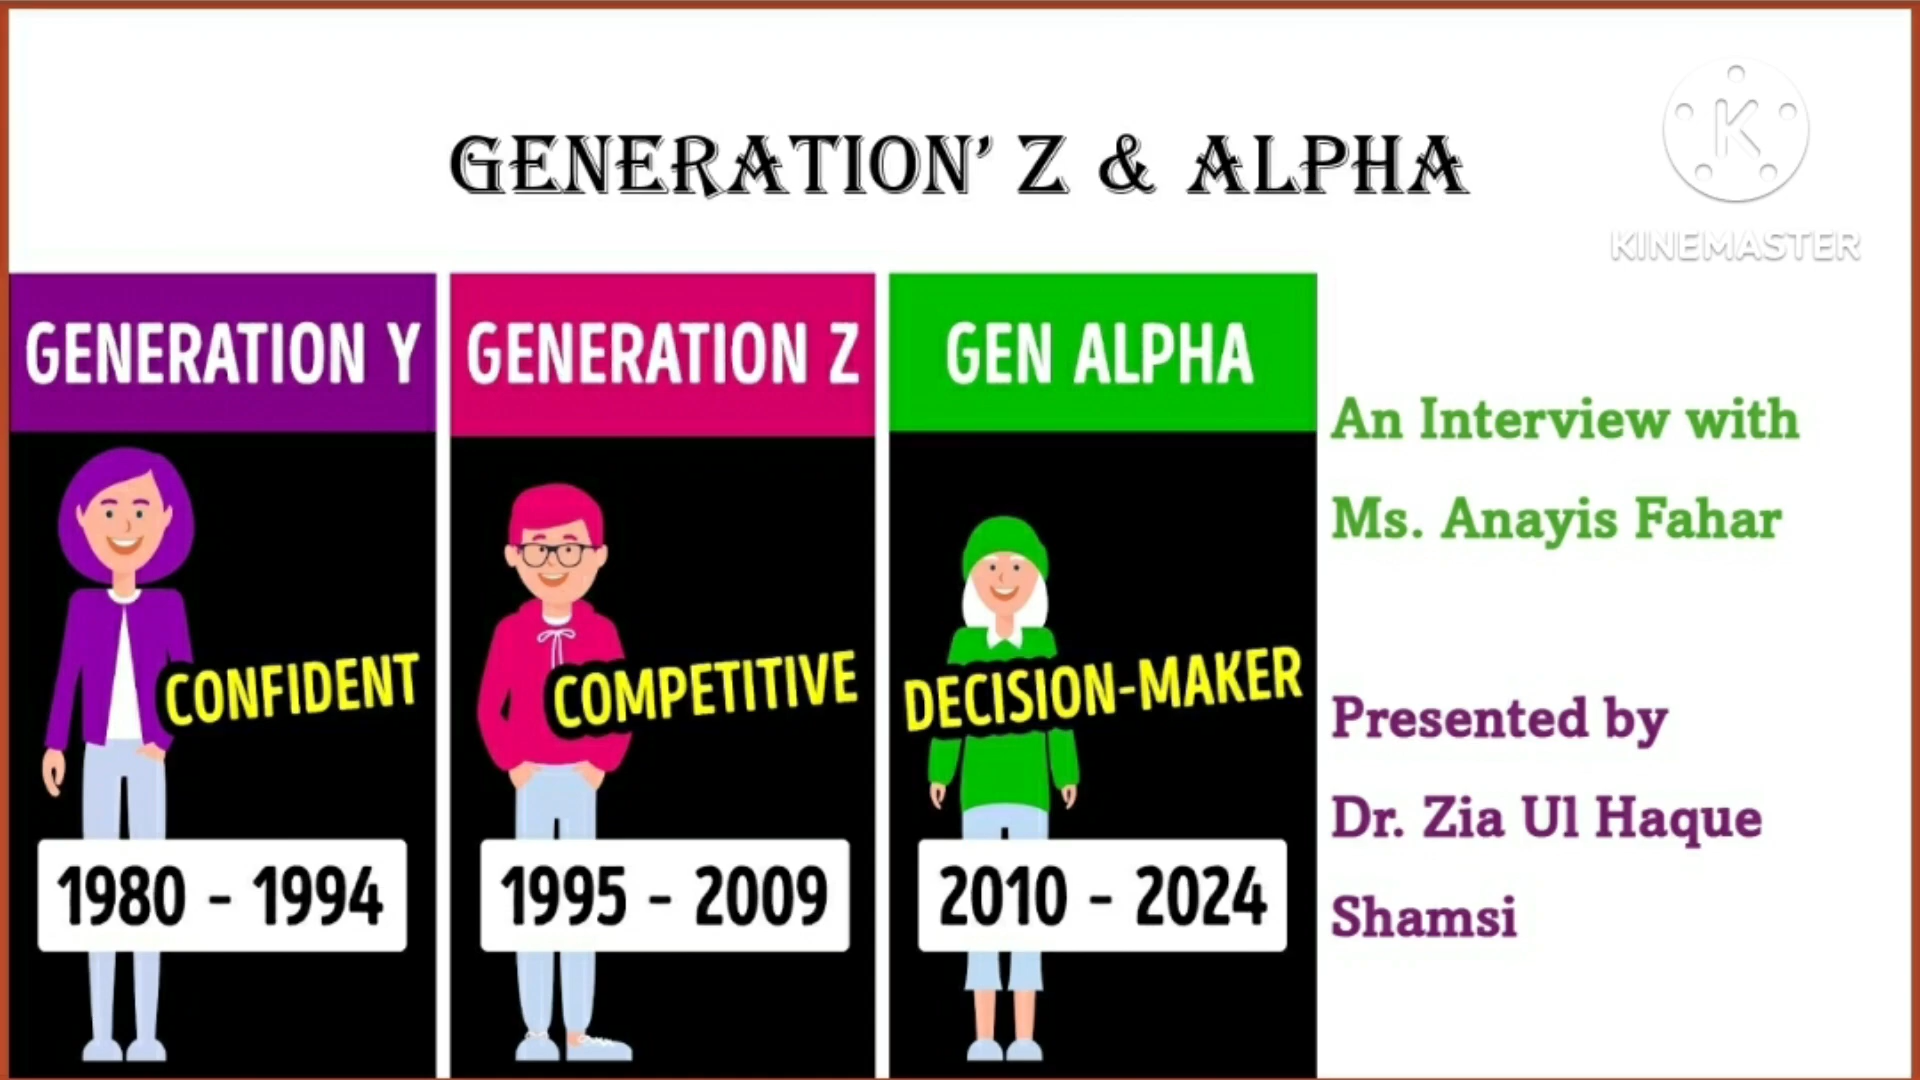 GENERATION' Z & ALPHA
K
KINEMASTER
GENERATION Y
CONFIDENT
1980 - 1994
GENERATION Z
COMPETITIVE
1995 - 2009
GEN ALPHA
DECISION-MAKER
2010 - 2024
An Interview with
Ms. Anayis Fahar
Presented by
Dr. Zia Ul Haque
Shamsi